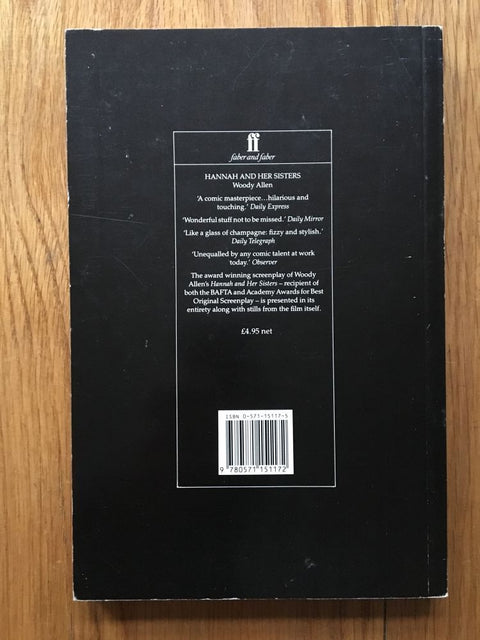 ff
faber and faber
HANNAH AND HER SISTERS
Woody Allen
‘A comic masterpiece...hilarious and
touching.’ Daily Express
‘Wonderful stuff not to be missed.’ Daily Mirror
‘Like a glass of champagne: fizzy and stylish.’
Daily Telegraph
‘Unequalled by any comic talent at work
today.’ Observer
The award winning screenplay of Woody
Allen’s Hannah and Her Sisters – recipient of
both the BAFTA and Academy Awards for Best
Original Screenplay – is presented in its
entirety along with stills from the film itself.
£4.95 net
ISBN 0-571-15117-5
9 780571 151172